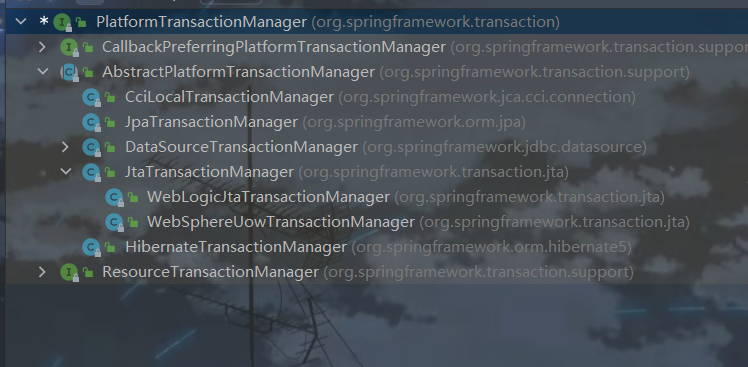 PlatformTransactionManager (org.springframework.transaction)
CallbackPreferringPlatformTransactionManager (org.springframework.transaction.suppor
AbstractPlatformTransactionManager (org.springframework.transaction.support)
CciLocalTransactionManager (org.springframework.jca.cci.connection)
JpaTransactionManager (org.springframework.orm.jpa)
DataSourceTransactionManager (org.springframework.jdbc.datasource)
JtaTransactionManager (org.springframework.transaction.jta)
WebLogicJtaTransactionManager (org.springframework.transaction.jta)
WebSphereUowTransactionManager (org.springframework.transaction.jta)
HibernateTransactionManager (org.springframework.orm.hibernate5)
ResourceTransactionManager (org.springframework.transaction.support)